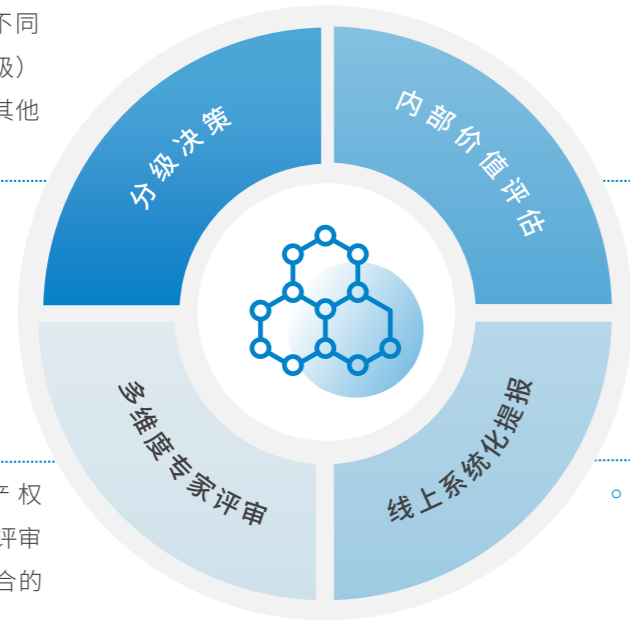 不同
级）
其他
分级决策
内部价值评估
多维度专家评审
线上系统化提报
权
评审
合的